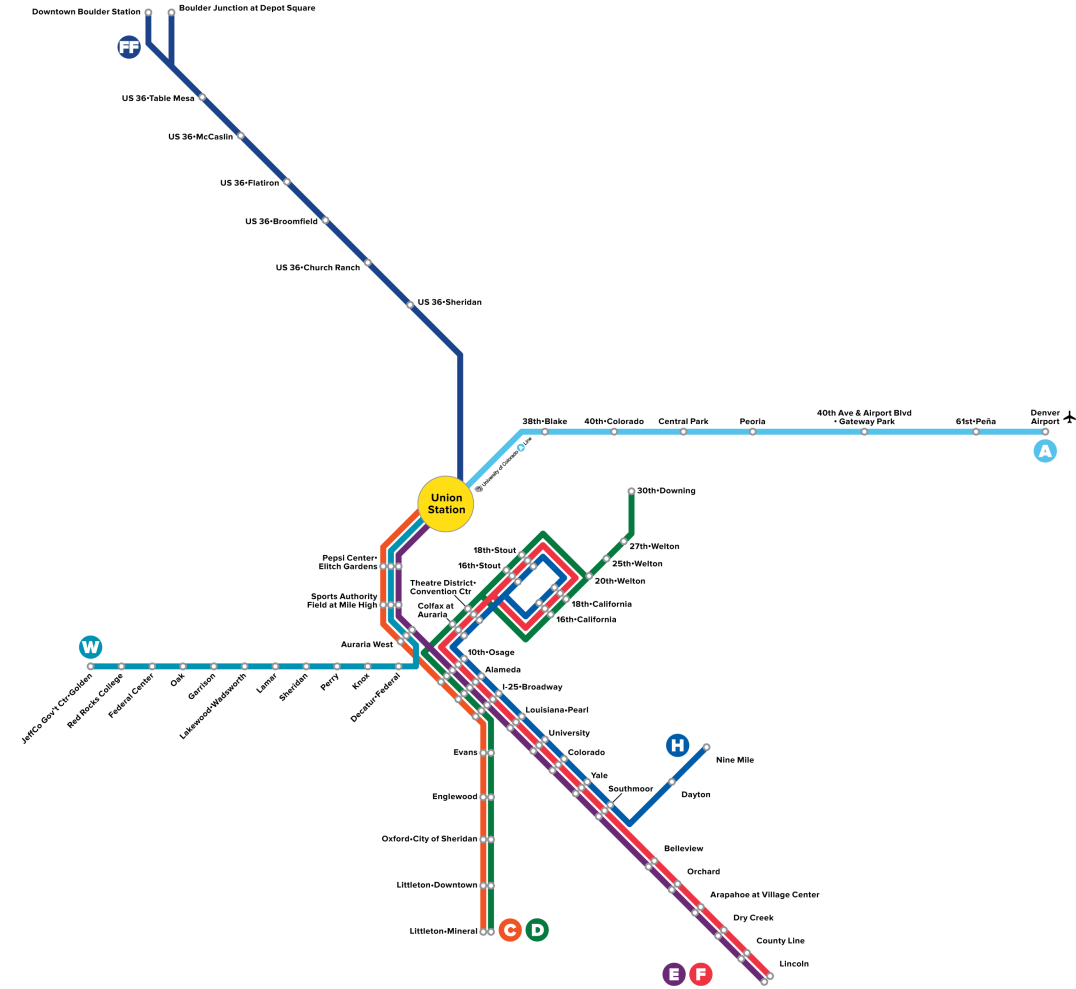 Downtown Boulder Station
Boulder Junction at Depot Square
FF
US 36•Table Mesa
US 36•McCaslin
US 36•Flatiron
US 36•Broomfield
US 36•Church Ranch
US 36•Sheridan
38th•Blake
40th•Colorado
Central Park
Peoria
40th Ave & Airport Blvd
• Gateway Park
61st•Peña
Denver
Airport
A
University of Colorado A Line
Union
Station
30th•Downing
27th•Welton
25th•Welton
20th•Welton
18th•California
16th•California
18th•Stout
16th•Stout
Theatre District•
Convention Ctr
Colfax at
Auraria
Pepsi Center•
Elitch Gardens
Sports Authority
Field at Mile High
Auraria West
W
JeffCo Gov't Ctr•Golden
Red Rocks College
Federal Center
Oak
Garrison
Lakewood•Wadsworth
Lamar
Sheridan
Perry
Knox
Decatur•Federal
10th•Osage
Alameda
I-25•Broadway
Louisiana•Pearl
University
Colorado
Yale
Southmoor
H
Nine Mile
Dayton
Evans
Englewood
Oxford•City of Sheridan
Littleton•Downtown
Littleton•Mineral
C
D
Belleview
Orchard
Arapahoe at Village Center
Dry Creek
County Line
Lincoln
E
F